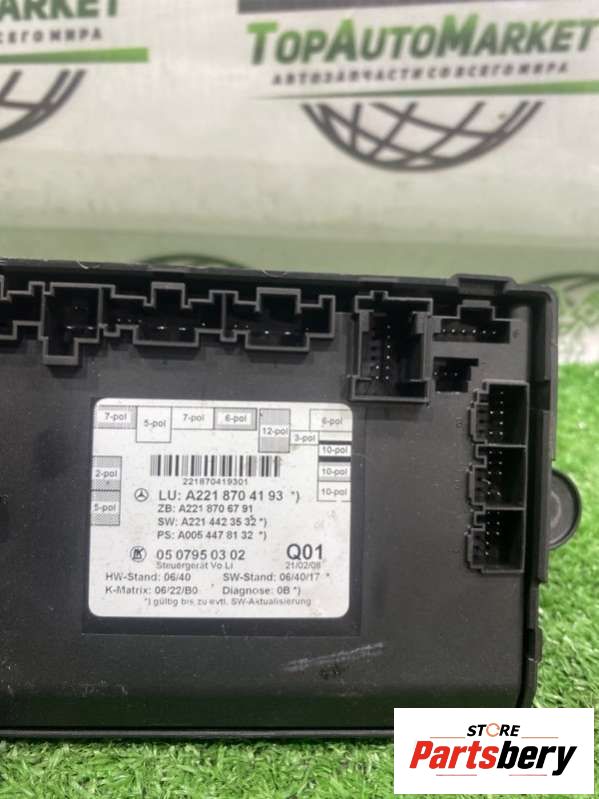 TOPAUTOMARKET
АВТОЗАПЧАСТИ СО ВСЕГО МИРА
MARKET
ВСЕГО МИРА
7-pol
5-pol
7-pol
6-pol
12-pol
3-pol
6-pol
10-pol
10-pol
10-pol
2-pol
5-pol
221870419301
LU: A221 870 41 93 *)
ZB: A221 870 67 91
SW: A221 442 35 32 *)
PS: A005 447 81 32 *)
05 0795 03 02
Q01
Steuergerät Vo Li
21/02/08
HW-Stand: 06/40 SW-Stand: 06/40/17 *
K-Matrix: 06/22/B0 Diagnose: 0B *)
*) gültig bis zu evtl. SW-Aktualisierung
STORE
Partsbery